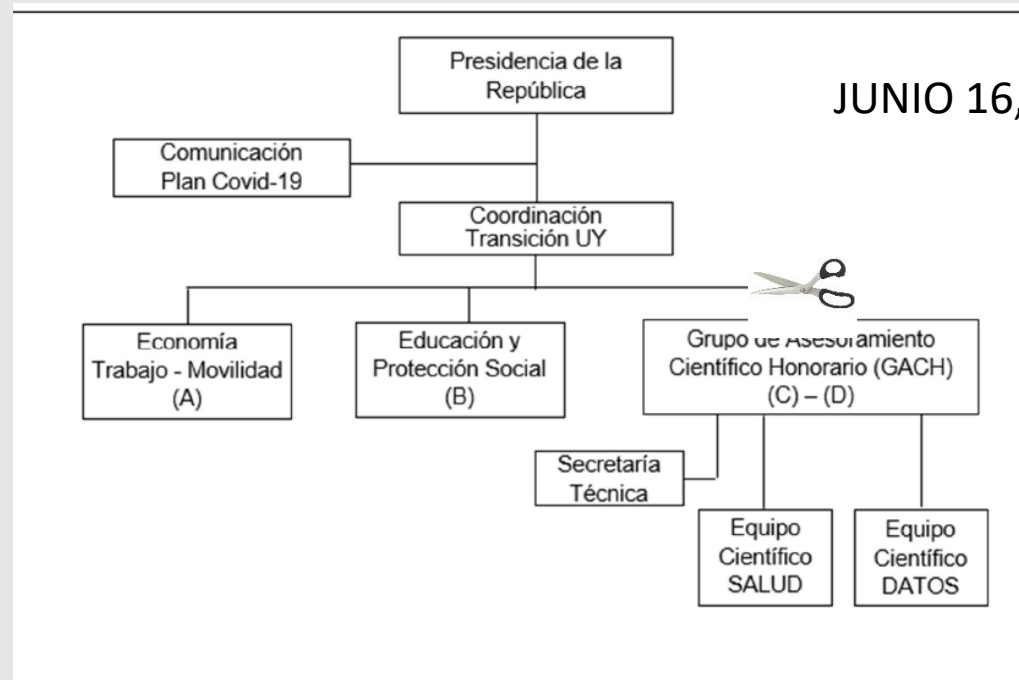 Presidencia de la
República
JUNIO 16,
Comunicación
Plan Covid-19
Coordinación
Transición UY
Economía
Trabajo - Movilidad
(A)
Educación y
Protección Social
(B)
Grupo de Asesoramiento
Científico Honorario (GACH)
(C) – (D)
Secretaría
Técnica
Equipo
Científico
SALUD
Equipo
Científico
DATOS